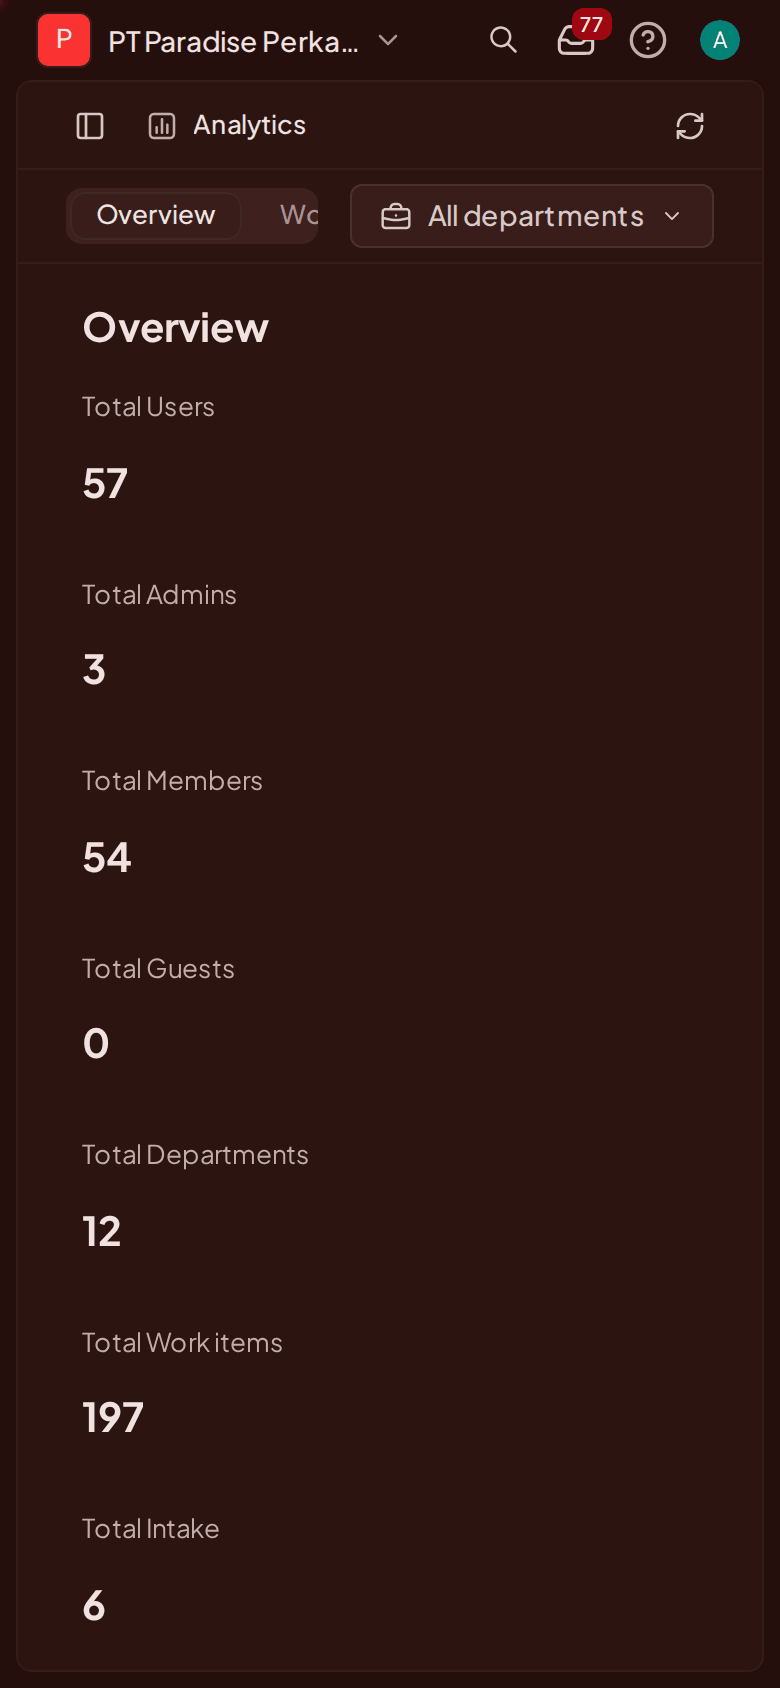 P PT Paradise Perka... 77 A
Analytics
Overview Wo All departments
Overview
Total Users
57
Total Admins
3
Total Members
54
Total Guests
0
Total Departments
12
Total Work items
197
Total Intake
6